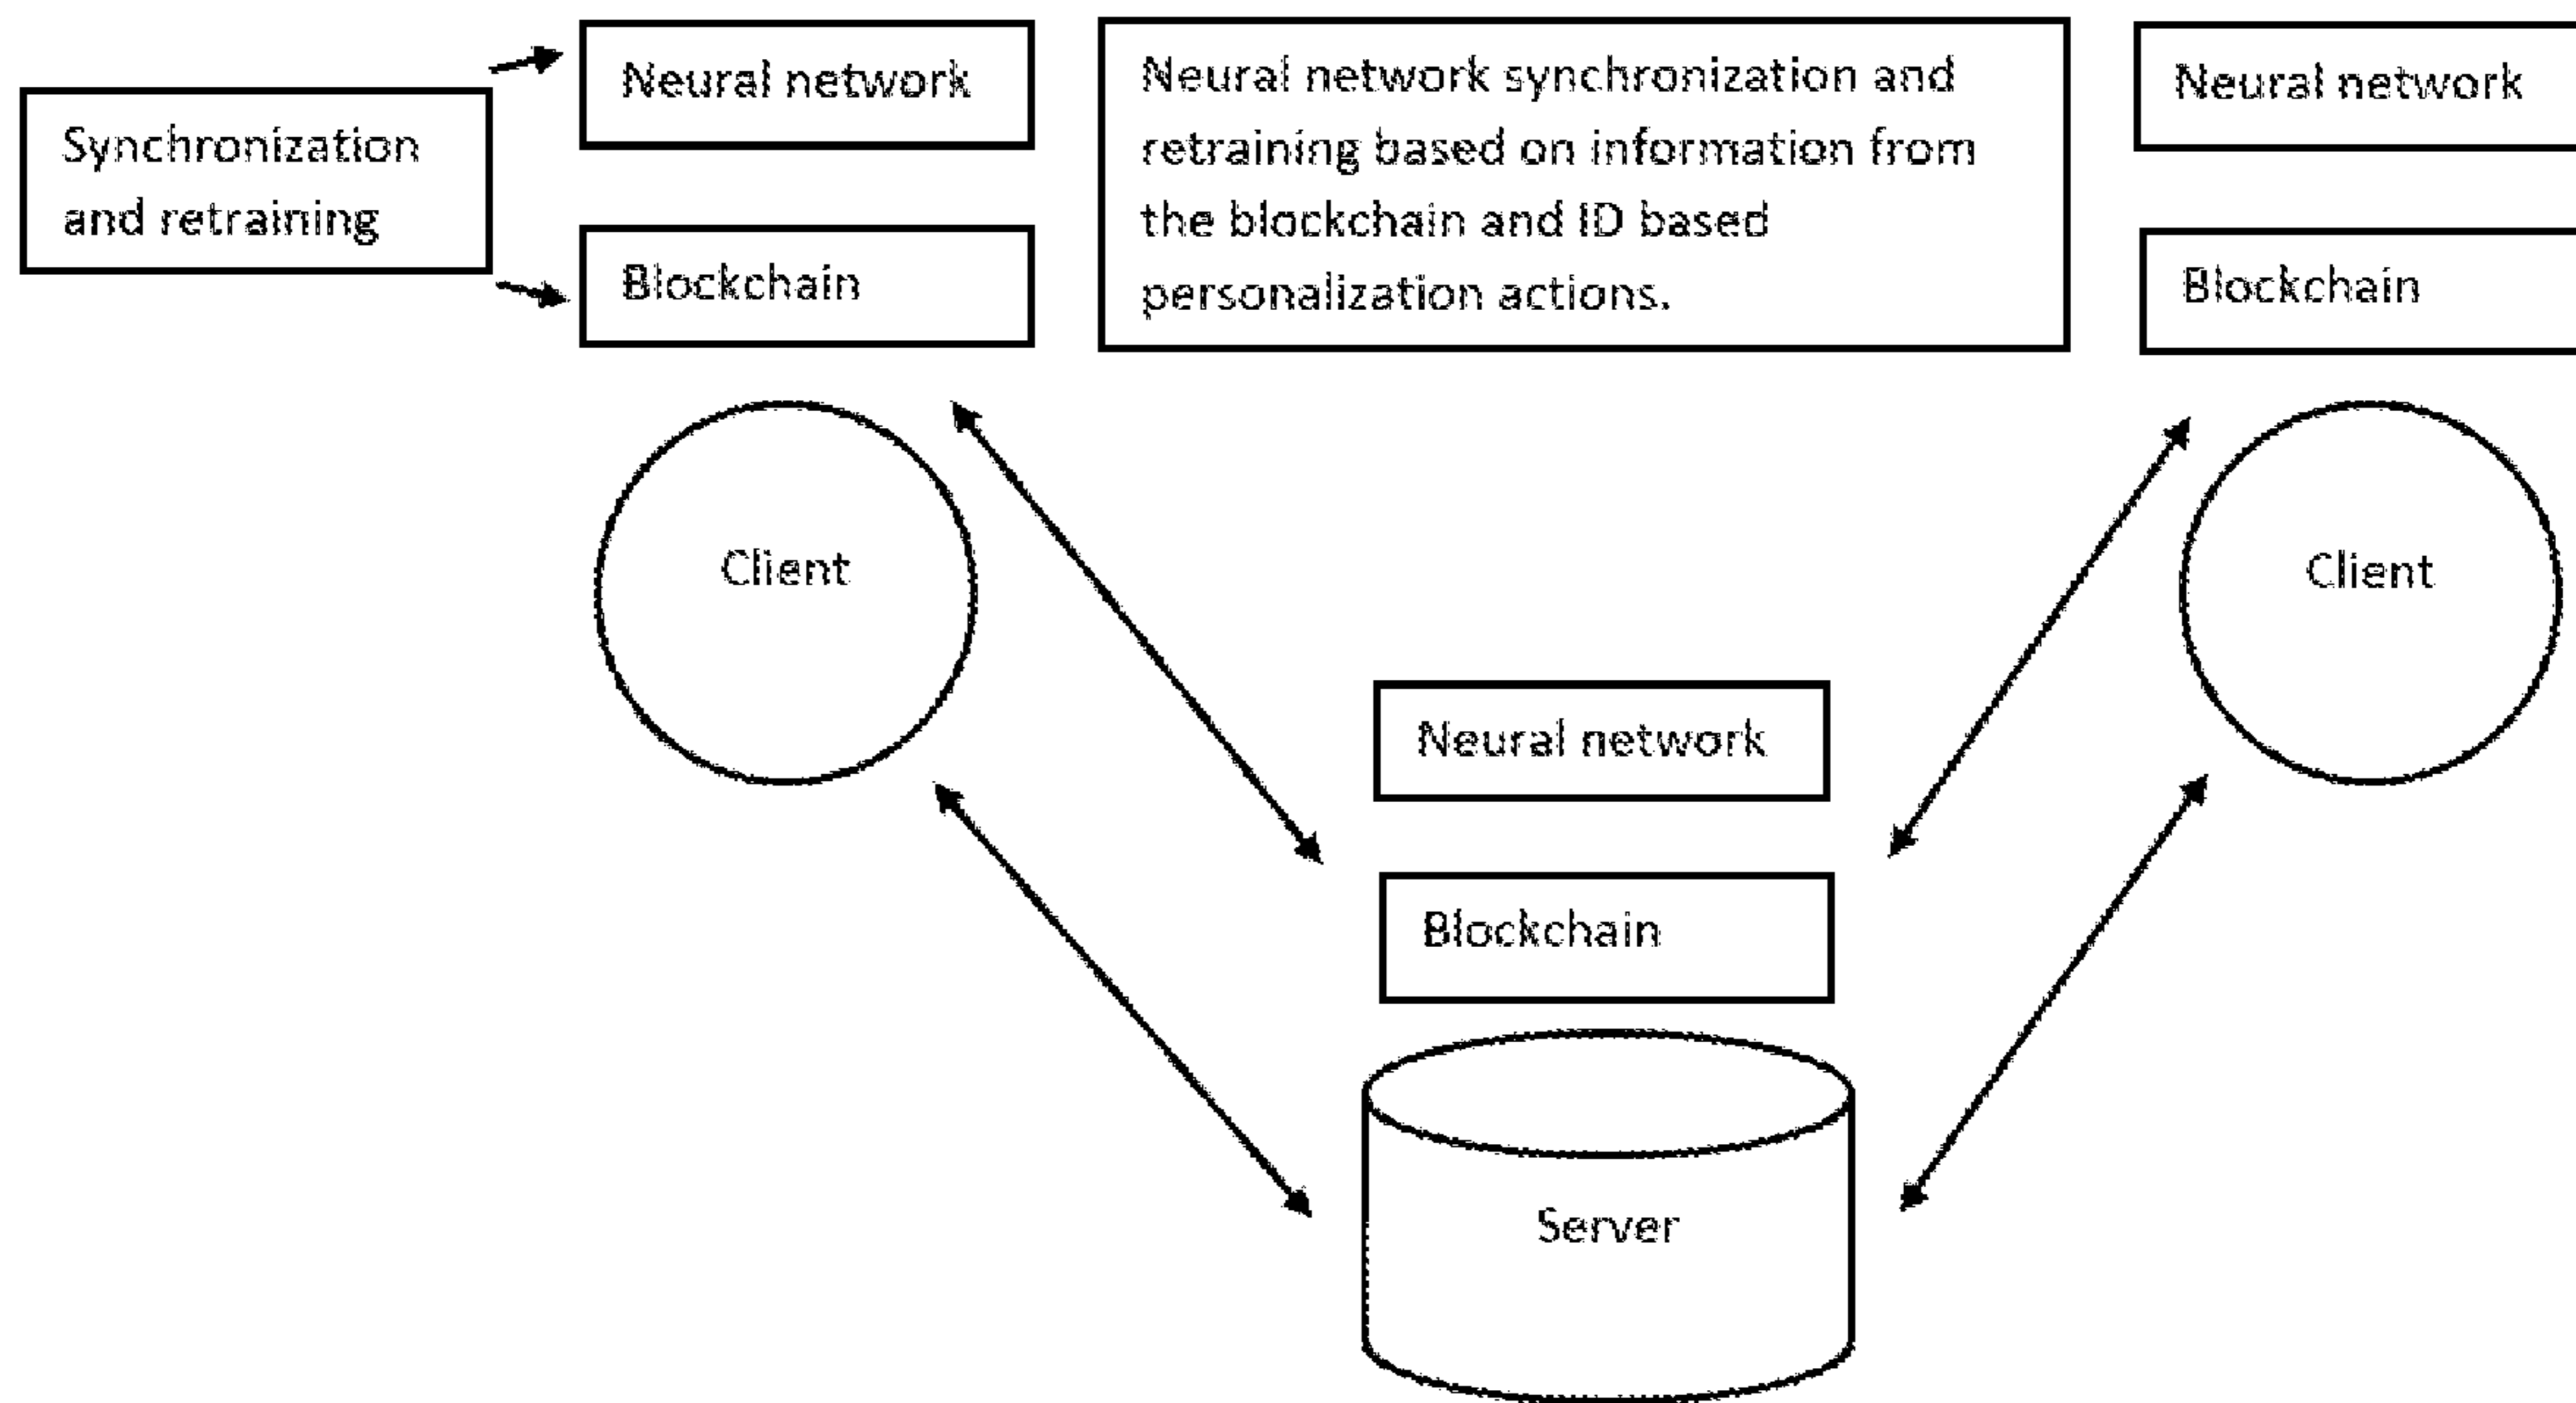 Synchronization
and retraining
Neural network
Blockchain
Neural network synchronization and
retraining based on information from
the blockchain and ID based
personalization actions.
Neural network
Blockchain
Client
Client
Neural network
Blockchain
Server